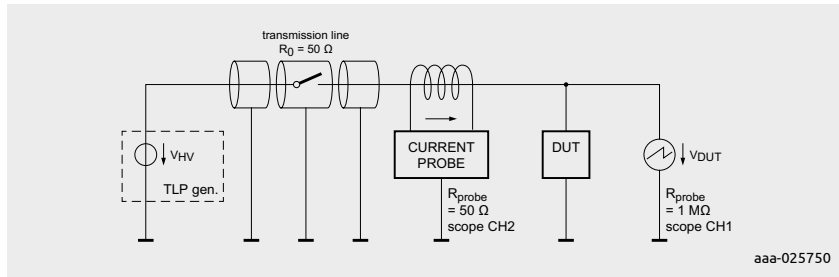 transmission line
R0 = 50 Ω
VHV
TLP gen.
CURRENT
PROBE
DUT
VDUT
Rprobe
= 50 Ω
scope CH2
Rprobe
= 1 MΩ
scope CH1
aaa-025750